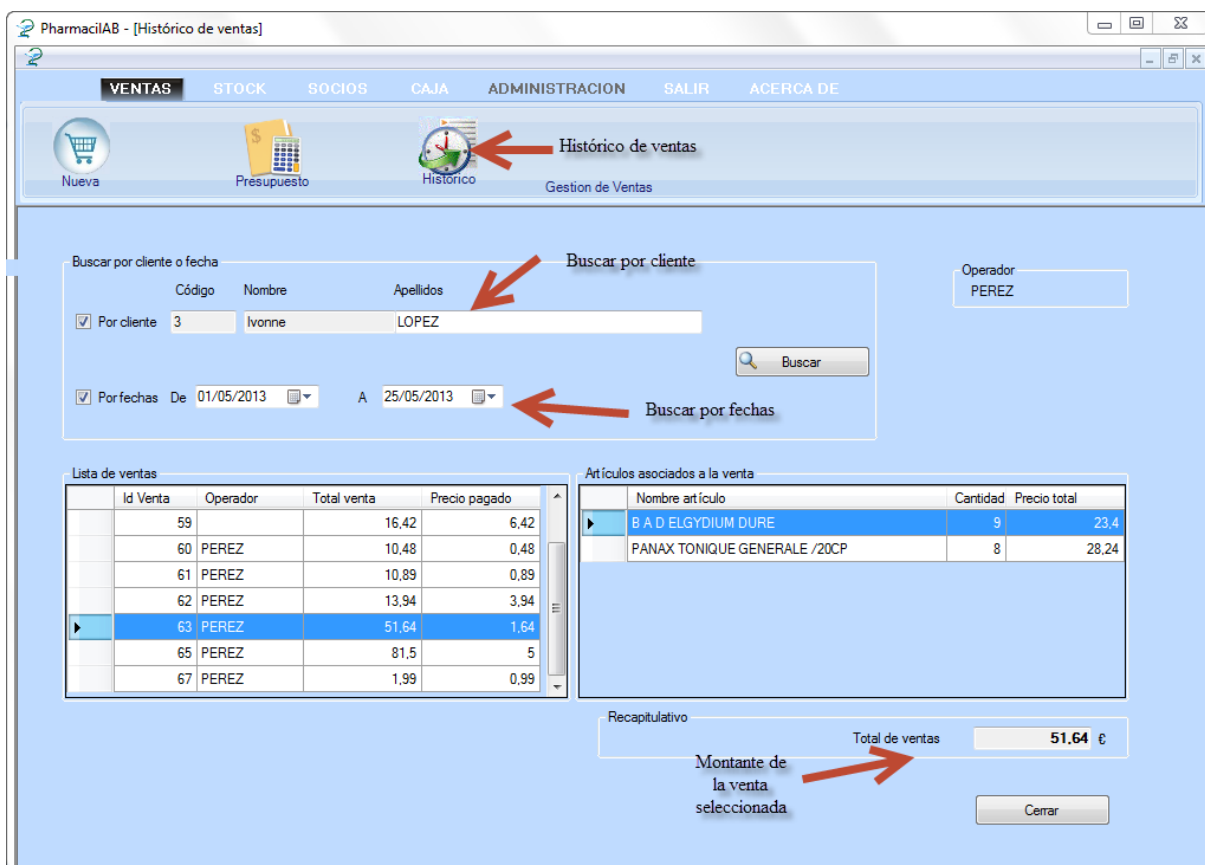 PharmacilAB - [Histórico de ventas]
VENTAS STOCK SOCIOS CAJA ADMINISTRACION SALIR ACERCA DE
Nueva
Presupuesto
Histórico
Histórico de ventas
Gestion de Ventas
Buscar por cliente o fecha
Buscar por cliente
Operador
PEREZ
Código Nombre Apellidos
Por cliente 3 Ivonne LOPEZ
Buscar
Por fechas De 01/05/2013 A 25/05/2013
Buscar por fechas
Lista de ventas
Id Venta Operador Total venta Precio pagado
59 16,42 6,42
60 PEREZ 10,48 0,48
61 PEREZ 10,89 0,89
62 PEREZ 13,94 3,94
63 PEREZ 51,64 1,64
65 PEREZ 81,5 5
67 PEREZ 1,99 0,99
Artículos asociados a la venta
Nombre artículo Cantidad Precio total
B A D ELGYDIUM DURE 9 23,4
PANAX TONIQUE GENERALE /20CP 8 28,24
Recapitulativo
Total de ventas 51,64 €
Montante de
la venta
seleccionada
Cerrar